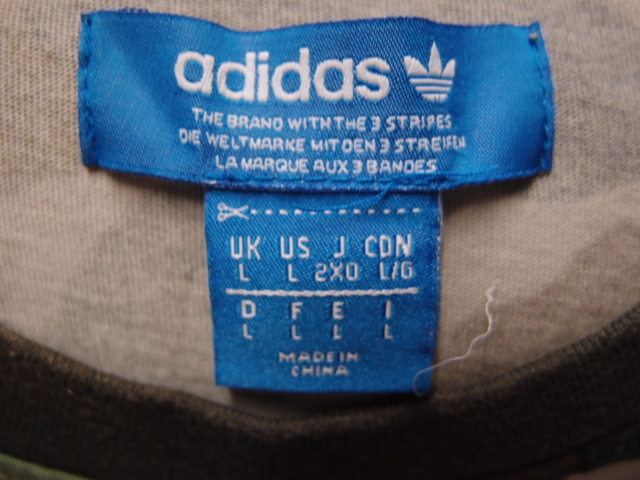 adidas
THE BRAND WITH THE 3 STRIPES
DIE WELTMARKE MIT DEN 3 STREIFEN
LA MARQUE AUX 3 BANDES
UK US J CDN
L L 2XO L/G
D F E I
L L L L
MADE IN
CHINA